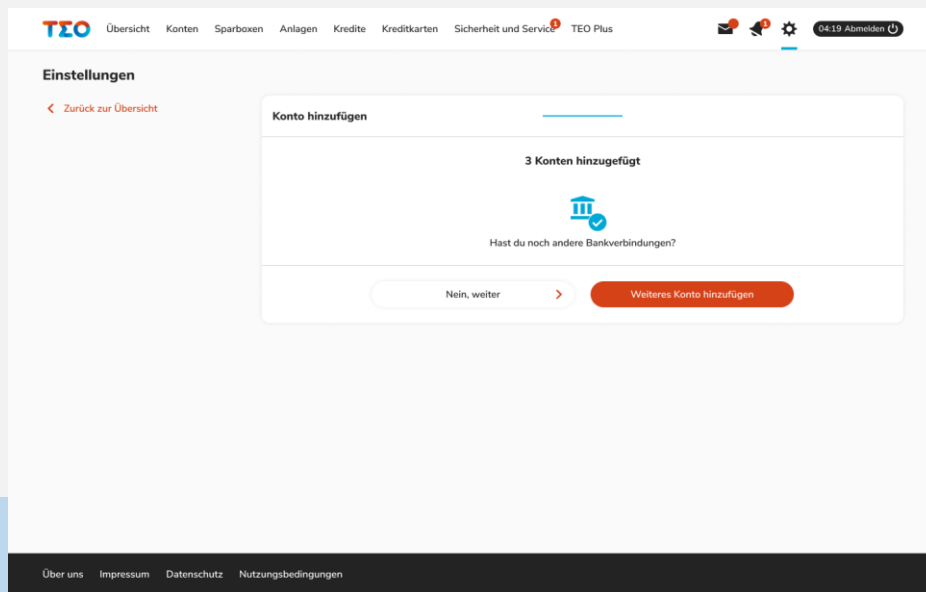 TEO Übersicht Konten Sparboxen Anlagen Kredite Kreditkarten Sicherheit und Service 1 TEO Plus 1 04:19 Abmelden
Einstellungen
Zurück zur Übersicht
Konto hinzufügen
3 Konten hinzugefügt
Hast du noch andere Bankverbindungen?
Nein, weiter Weiteres Konto hinzufügen
Über uns Impressum Datenschutz Nutzungsbedingungen